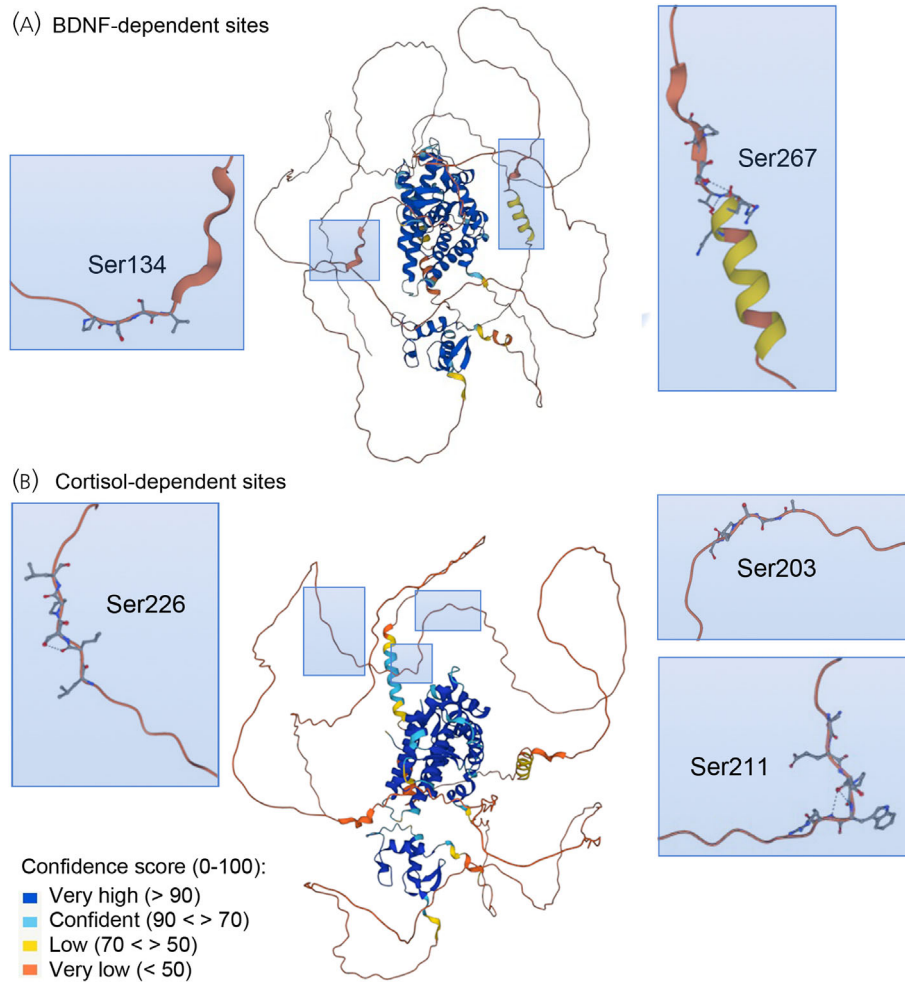 (A) BDNF-dependent sites
Ser134
Ser267
(B) Cortisol-dependent sites
Ser226
Ser203
Ser211
Confidence score (0-100):
Very high (> 90)
Confident (90 < > 70)
Low (70 < > 50)
Very low (< 50)